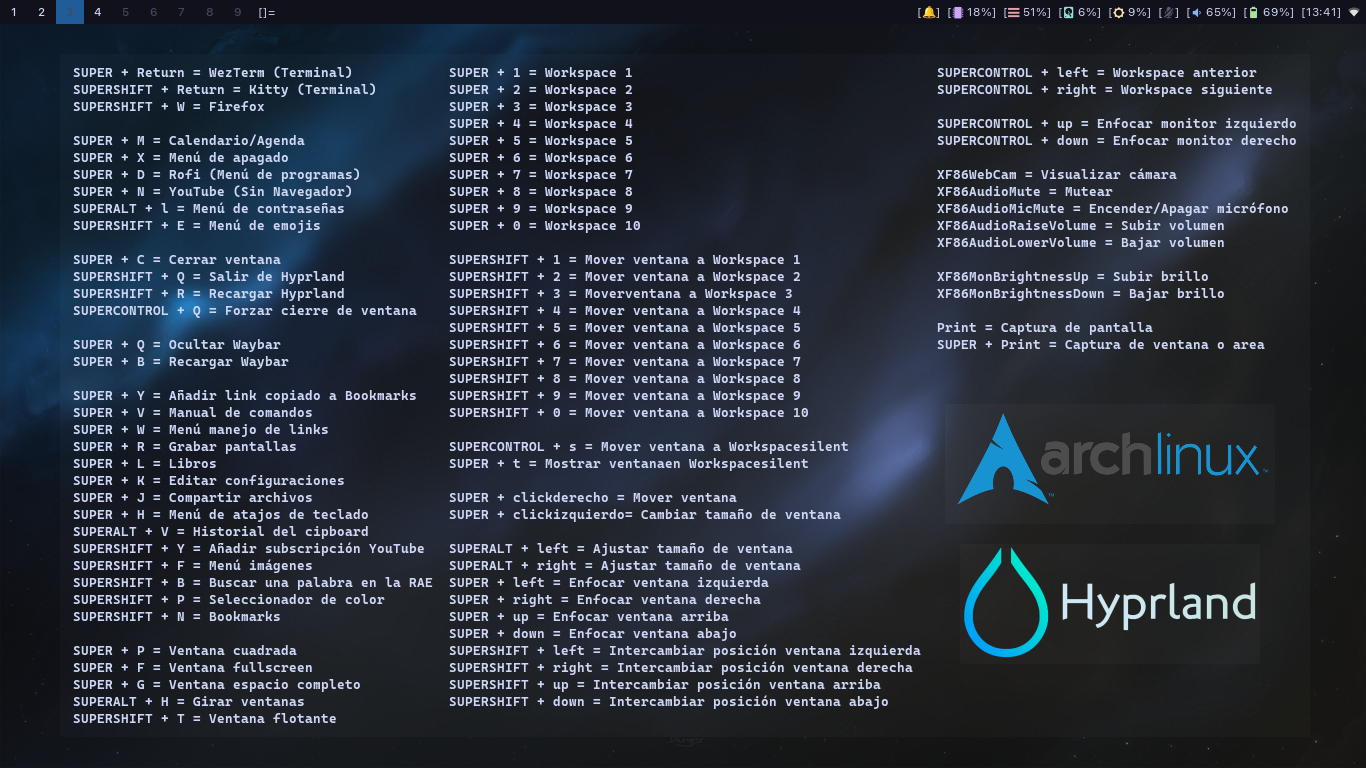 1 2 3 4 5 6 7 8 9 []=
[🔔] [18%] [51%] [6%] [9%] [] [65%] [69%] [13:41]
SUPER + Return = WezTerm (Terminal)
SUPERSHIFT + Return = Kitty (Terminal)
SUPERSHIFT + W = Firefox
SUPER + M = Calendario/Agenda
SUPER + X = Menú de apagado
SUPER + D = Rofi (Menú de programas)
SUPER + N = YouTube (Sin Navegador)
SUPERALT + l = Menú de contraseñas
SUPERSHIFT + E = Menú de emojis
SUPER + C = Cerrar ventana
SUPERSHIFT + Q = Salir de Hyprland
SUPERSHIFT + R = Recargar Hyprland
SUPERCONTROL + Q = Forzar cierre de ventana
SUPER + Q = Ocultar Waybar
SUPER + B = Recargar Waybar
SUPER + Y = Añadir link copiado a Bookmarks
SUPER + V = Manual de comandos
SUPER + W = Menú manejo de links
SUPER + R = Grabar pantallas
SUPER + L = Libros
SUPER + K = Editar configuraciones
SUPER + J = Compartir archivos
SUPER + H = Menú de atajos de teclado
SUPERALT + V = Historial del cipboard
SUPERSHIFT + Y = Añadir subscripción YouTube
SUPERSHIFT + F = Menú imágenes
SUPERSHIFT + B = Buscar una palabra en la RAE
SUPERSHIFT + P = Seleccionador de color
SUPERSHIFT + N = Bookmarks
SUPER + P = Ventana cuadrada
SUPER + F = Ventana fullscreen
SUPER + G = Ventana espacio completo
SUPERALT + H = Girar ventanas
SUPERSHIFT + T = Ventana flotante
SUPER + 1 = Workspace 1
SUPER + 2 = Workspace 2
SUPER + 3 = Workspace 3
SUPER + 4 = Workspace 4
SUPER + 5 = Workspace 5
SUPER + 6 = Workspace 6
SUPER + 7 = Workspace 7
SUPER + 8 = Workspace 8
SUPER + 9 = Workspace 9
SUPER + 0 = Workspace 10
SUPERSHIFT + 1 = Mover ventana a Workspace 1
SUPERSHIFT + 2 = Mover ventana a Workspace 2
SUPERSHIFT + 3 = Moverventana a Workspace 3
SUPERSHIFT + 4 = Mover ventana a Workspace 4
SUPERSHIFT + 5 = Mover ventana a Workspace 5
SUPERSHIFT + 6 = Mover ventana a Workspace 6
SUPERSHIFT + 7 = Mover ventana a Workspace 7
SUPERSHIFT + 8 = Mover ventana a Workspace 8
SUPERSHIFT + 9 = Mover ventana a Workspace 9
SUPERSHIFT + 0 = Mover ventana a Workspace 10
SUPERCONTROL + s = Mover ventana a Workspacesilent
SUPER + t = Mostrar ventanaen Workspacesilent
SUPER + clickderecho = Mover ventana
SUPER + clickizquierdo= Cambiar tamaño de ventana
SUPERALT + left = Ajustar tamaño de ventana
SUPERALT + right = Ajustar tamaño de ventana
SUPER + left = Enfocar ventana izquierda
SUPER + right = Enfocar ventana derecha
SUPER + up = Enfocar ventana arriba
SUPER + down = Enfocar ventana abajo
SUPERSHIFT + left = Intercambiar posición ventana izquierda
SUPERSHIFT + right = Intercambiar posición ventana derecha
SUPERSHIFT + up = Intercambiar posición ventana arriba
SUPERSHIFT + down = Intercambiar posición ventana abajo
SUPERCONTROL + left = Workspace anterior
SUPERCONTROL + right = Workspace siguiente
SUPERCONTROL + up = Enfocar monitor izquierdo
SUPERCONTROL + down = Enfocar monitor derecho
XF86WebCam = Visualizar cámara
XF86AudioMute = Mutear
XF86AudioMicMute = Encender/Apagar micrófono
XF86AudioRaiseVolume = Subir volumen
XF86AudioLowerVolume = Bajar volumen
XF86MonBrightnessUp = Subir brillo
XF86MonBrightnessDown = Bajar brillo
Print = Captura de pantalla
SUPER + Print = Captura de ventana o area
archlinux™
Hyprland